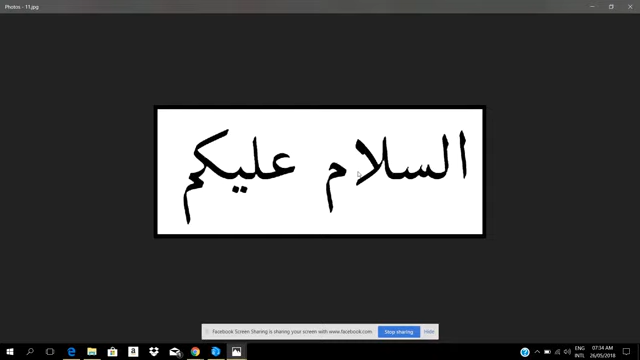 Photos - 11.jpg
السلام عليكم
Facebook Screen Sharing is sharing your screen with www.facebook.com.
Stop sharing
Hide
ENG
INTL
07:34 AM
26/05/2018